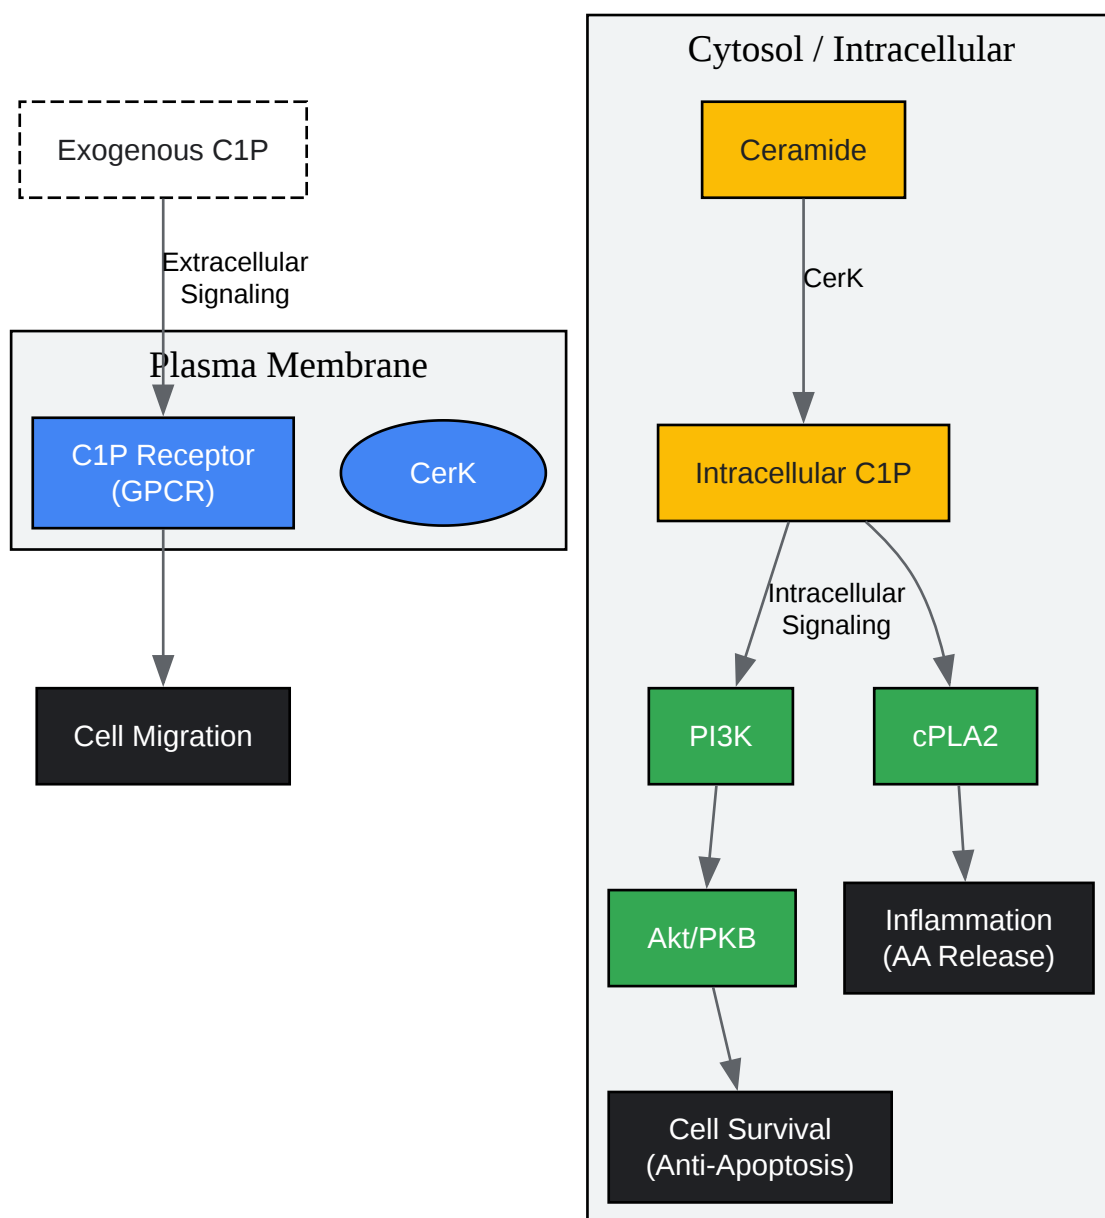 Cytosol / Intracellular
Exogenous C1P
Ceramide
Extracellular
Signaling
CerK
Plasma Membrane
C1P Receptor
(GPCR)
CerK
Intracellular C1P
Intracellular
Signaling
Cell Migration
PI3K
cPLA2
Akt/PKB
Inflammation
(AA Release)
Cell Survival
(Anti-Apoptosis)